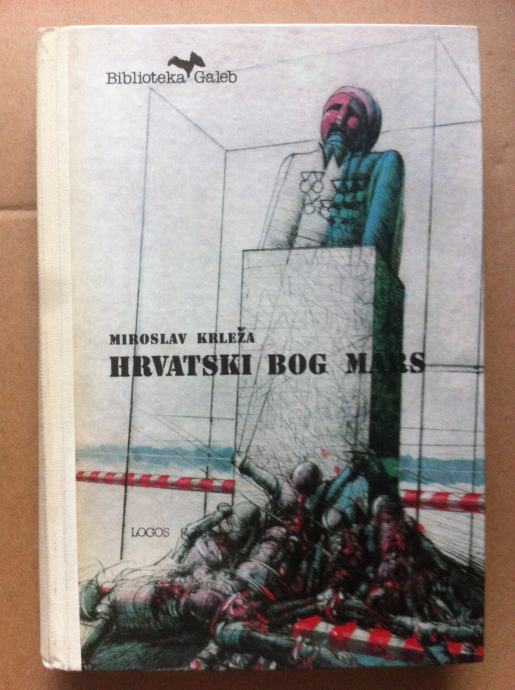 Biblioteka Galeb
MIROSLAV KRLEŽA
HRVATSKI BOG MARS
LOGOS